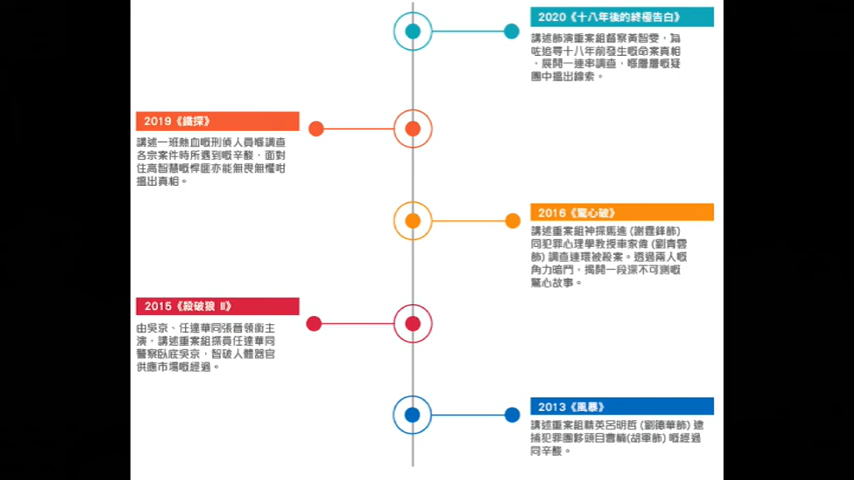 2020《十八年後的終極告白》
講述飾演重案組督察黃智雯，為
咗追尋十八年前發生嘅命案真相
，展開一連串調查，喺層層嘅疑
團中搵出線索。
2019《鐵探》
講述一班熱血嘅刑偵人員喺調查
各宗案件時所遇到嘅辛酸，面對
住高智慧嘅悍匪亦能無畏無懼咁
搵出真相。
2016《驚心破》
講述重案組神探馬進 (謝霆鋒飾)
同犯罪心理學教授車家偉 (劉青雲
飾) 調查連環被殺案。透過兩人嘅
角力暗鬥，揭開一段深不可測嘅
驚心故事。
2015《殺破狼 II》
由吳京、任達華同張晉領銜主
演，講述重案組探員任達華同
警察臥底吳京，智破人體器官
供應市場嘅經過。
2013《風暴》
講述重案組精英呂明哲 (劉德華飾) 逮
捕犯罪團夥頭目曹楠(胡軍飾) 嘅經過
同辛酸。